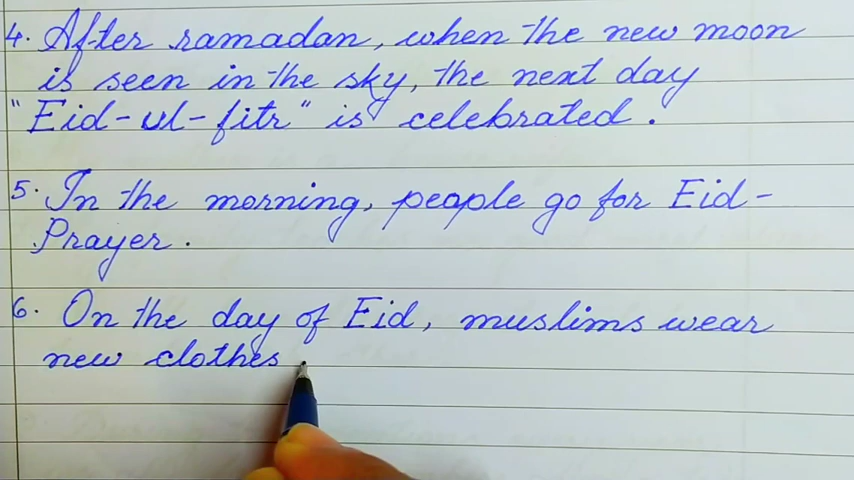 4. After ramadan, when the new moon
is seen in the sky, the next day
"Eid-ul-fitr" is celebrated.
5. In the morning, people go for Eid-
Prayer.
6. On the day of Eid, muslims wear
new clothes.